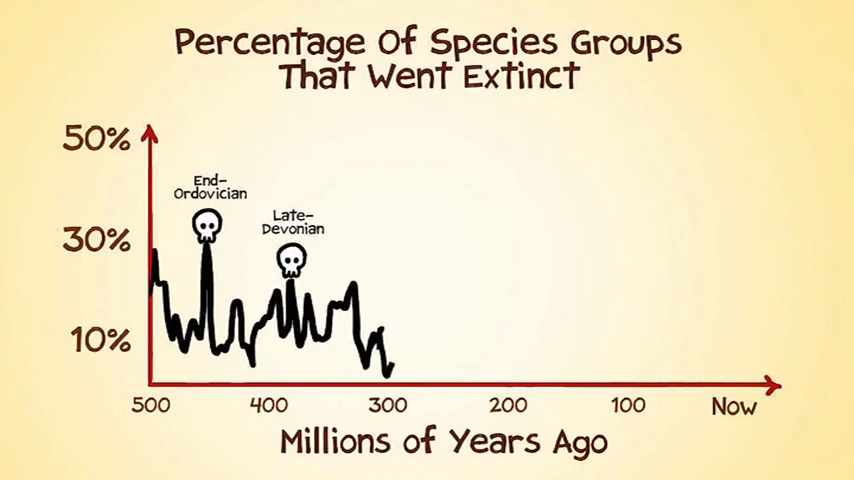 Percentage Of Species Groups
That Went Extinct
50%
End-
Ordovician
Late-
Devonian
30%
10%
500 400 300 200 100 Now
Millions of Years Ago